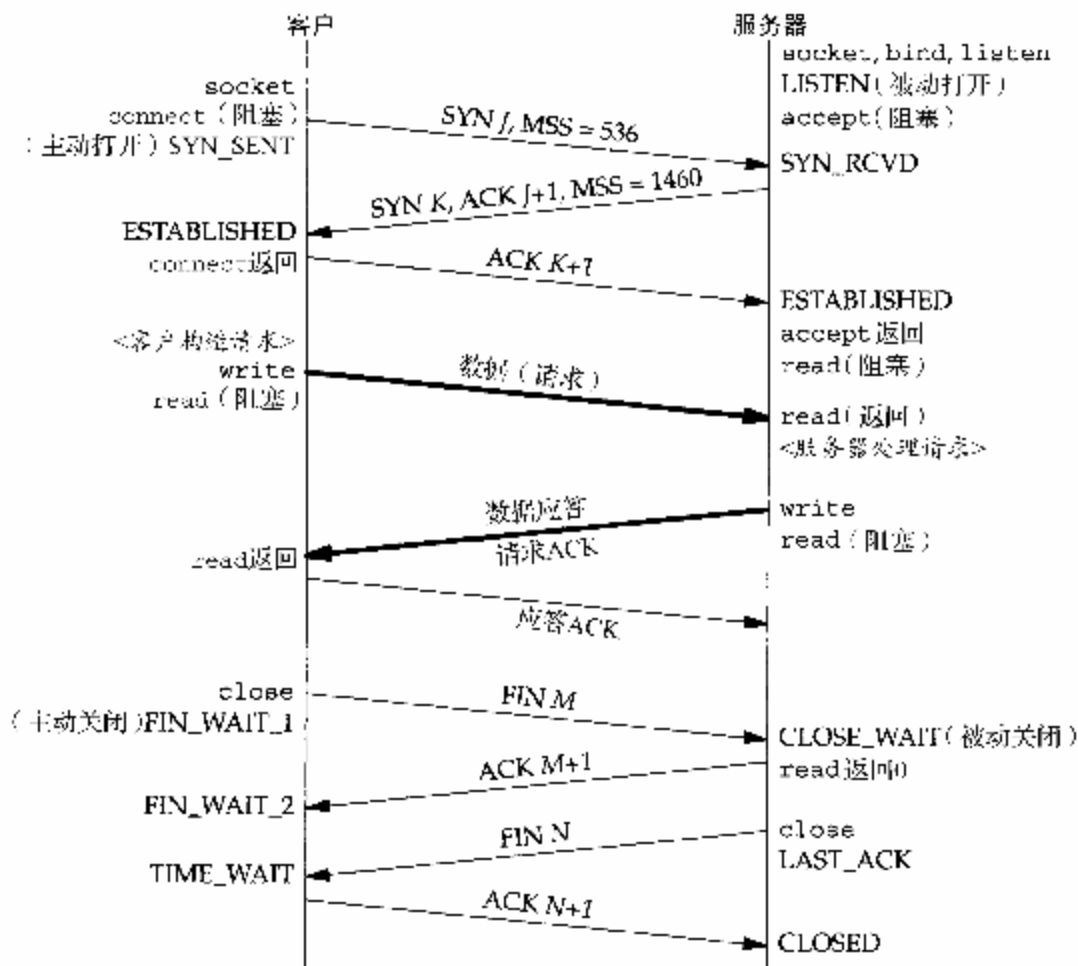 客户
服务器
socket, bind, listen
socket
LISTEN(被动打开)
connect(阻塞)
SYN J, MSS = 536
accept(阻塞)
(主动打开) SYN_SENT
SYN_RCVD
SYN K, ACK J+1, MSS = 1460
ESTABLISHED
connect返回
ACK K+1
ESTABLISHED
accept返回
<客户构造请求>
read(阻塞)
write
数据(请求)
read(阻塞)
read(返回)
<服务器处理请求>
数据应答
write
请求ACK
read(阻塞)
read返回
应答ACK
close
FIN M
(主动关闭)FIN_WAIT_1
CLOSE_WAIT(被动关闭)
ACK M+1
read返回0
FIN_WAIT_2
FIN N
close
TIME_WAIT
LAST_ACK
ACK N+1
CLOSED